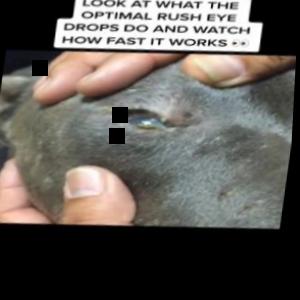 LOOK AT WHAT THE
OPTIMAL RUSH EYE
DROPS DO AND WATCH
HOW FAST IT WORKS 👀